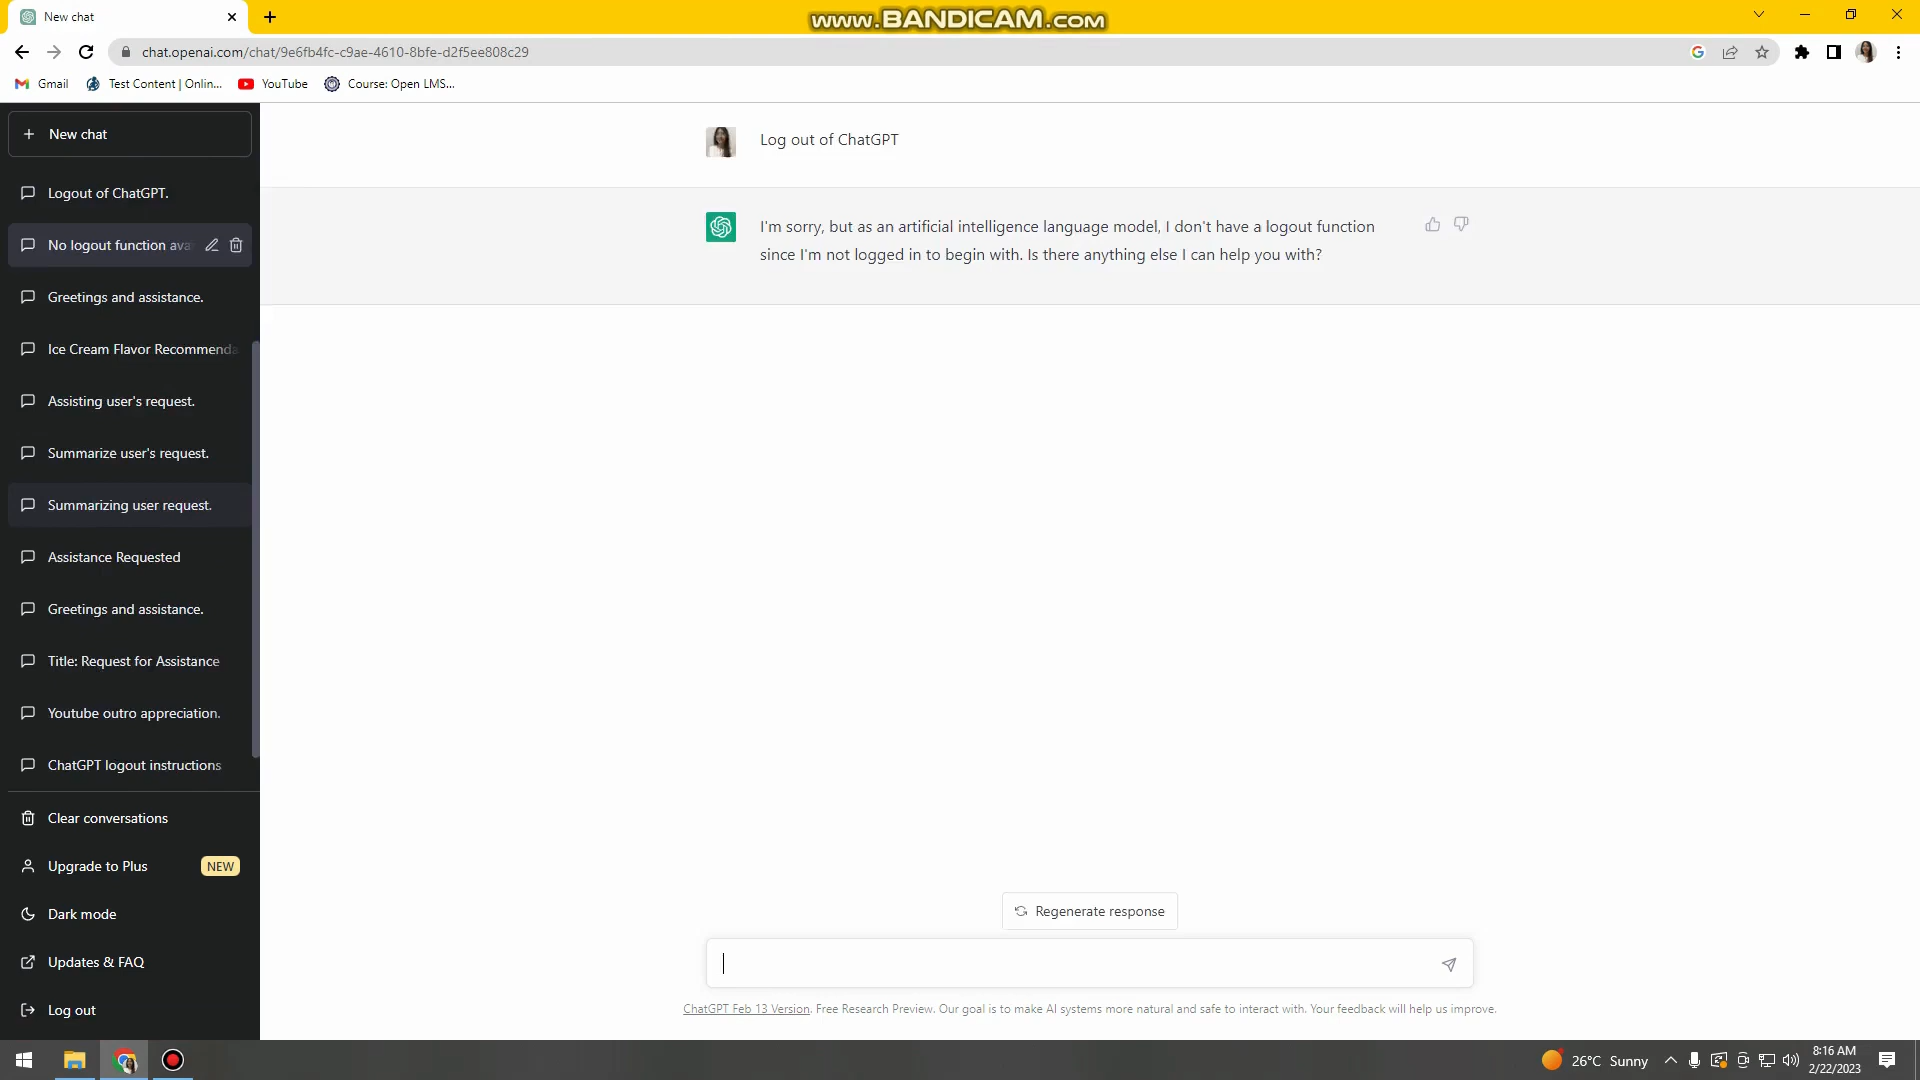 New chat
www.BANDICAM.com
chat.openai.com/chat/9e6fb4fc-c9ae-4610-8bfe-d2f5ee808c29
Gmail
Test Content | Onlin...
YouTube
Course: Open LMS...
New chat
Logout of ChatGPT.
No logout function ava
Greetings and assistance.
Ice Cream Flavor Recommenda
Assisting user's request.
Summarize user's request.
Summarizing user request.
Assistance Requested
Greetings and assistance.
Title: Request for Assistance
Youtube outro appreciation.
ChatGPT logout instructions
Clear conversations
Upgrade to Plus NEW
Dark mode
Updates & FAQ
Log out
Log out of ChatGPT
I'm sorry, but as an artificial intelligence language model, I don't have a logout function
since I'm not logged in to begin with. Is there anything else I can help you with?
Regenerate response
ChatGPT Feb 13 Version. Free Research Preview. Our goal is to make AI systems more natural and safe to interact with. Your feedback will help us improve.
26°C Sunny
8:16 AM
2/22/2023